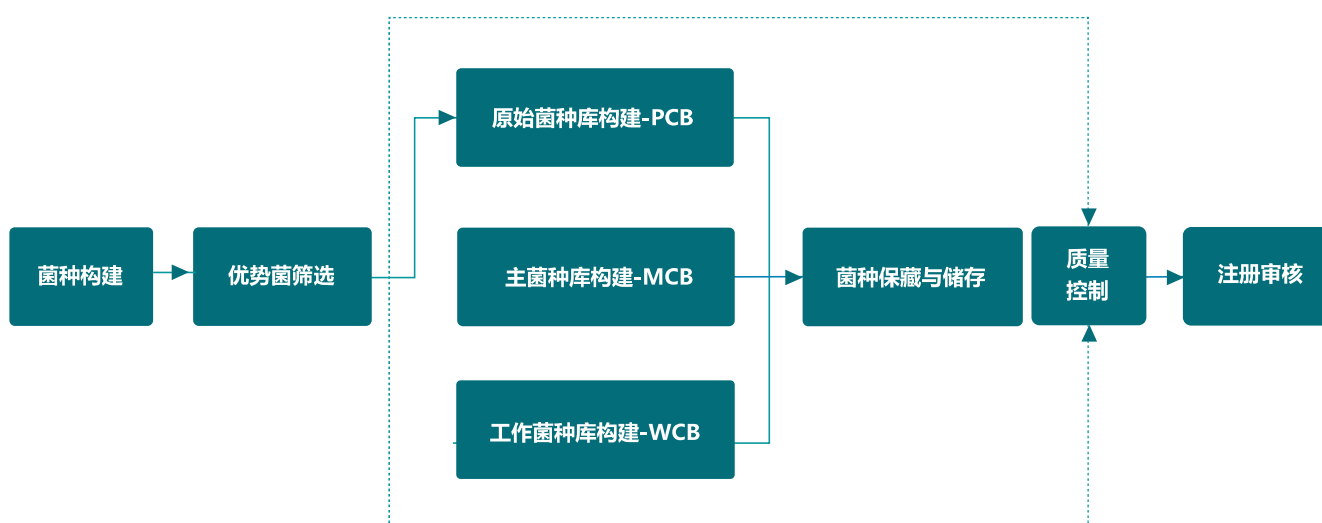 菌种构建
优势菌筛选
原始菌种库构建-PCB
主菌种库构建-MCB
工作菌种库构建-WCB
菌种保藏与储存
质量
控制
注册审核